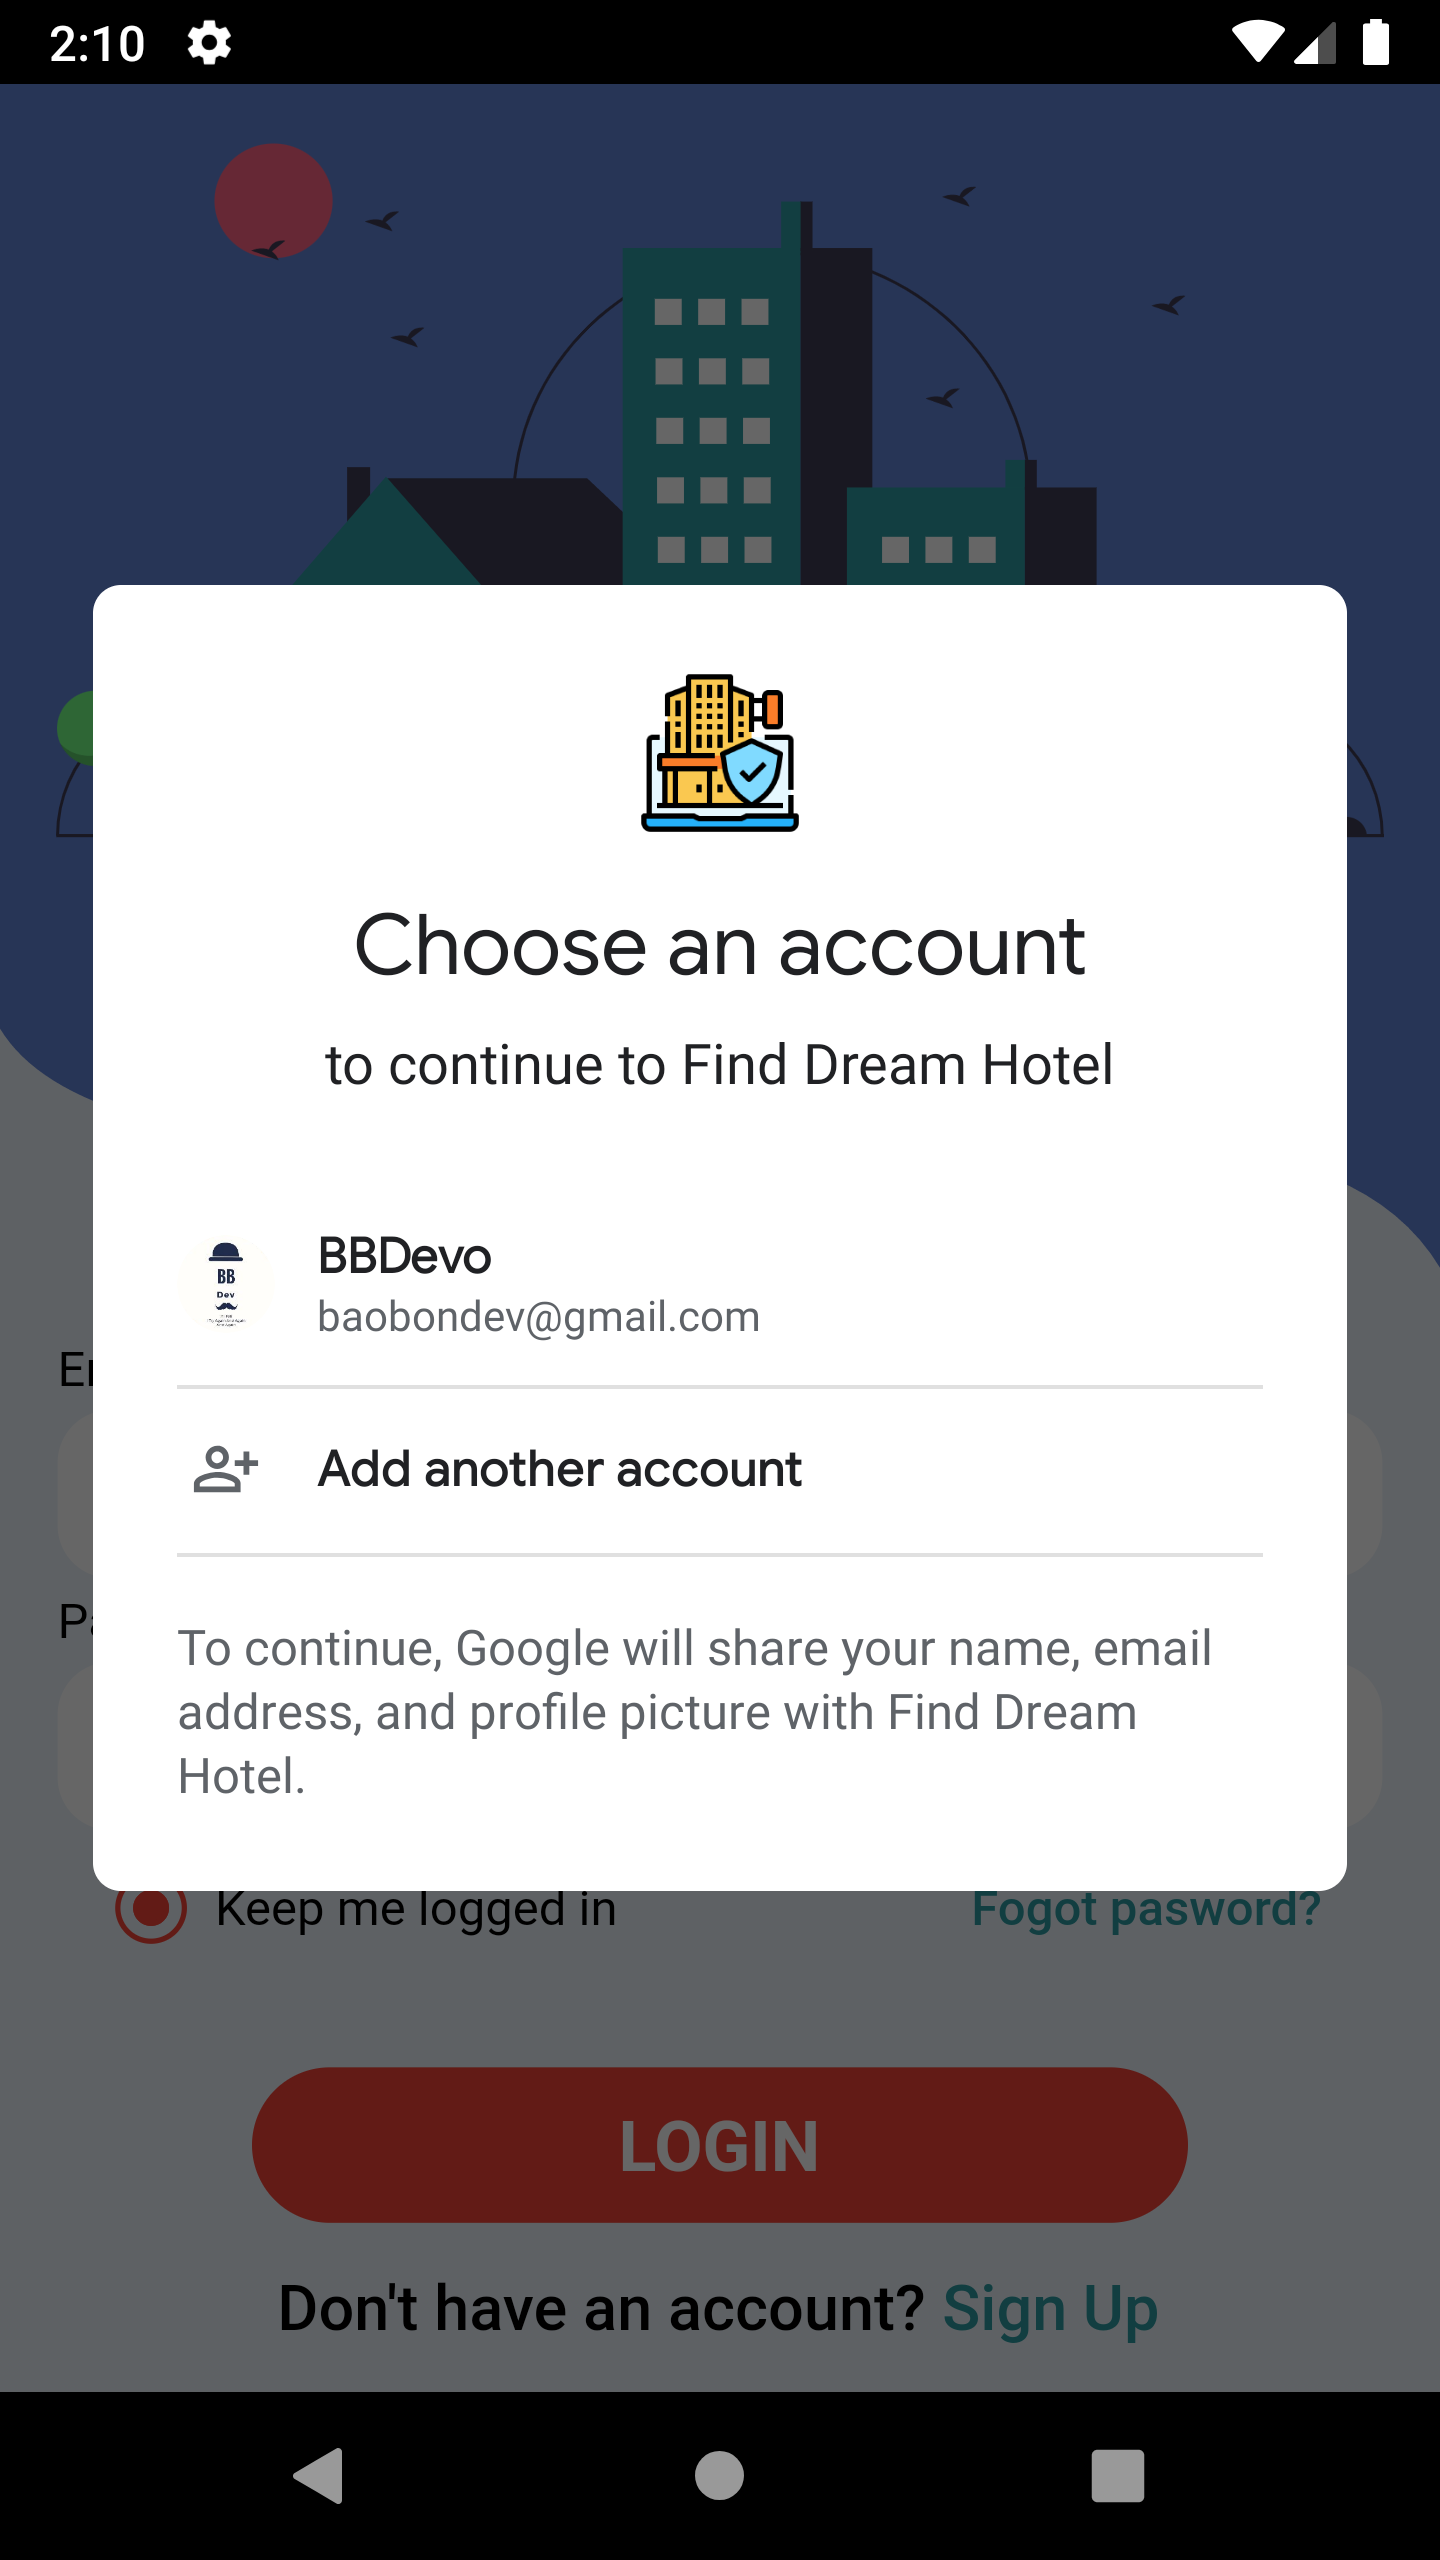 2:10
Choose an account
to continue to Find Dream Hotel
BB
Dev
BBDevo
baobondev@gmail.com
Add another account
To continue, Google will share your name, email
address, and profile picture with Find Dream
Hotel.
Keep me logged in
Fogot pasword?
LOGIN
Don't have an account? Sign Up